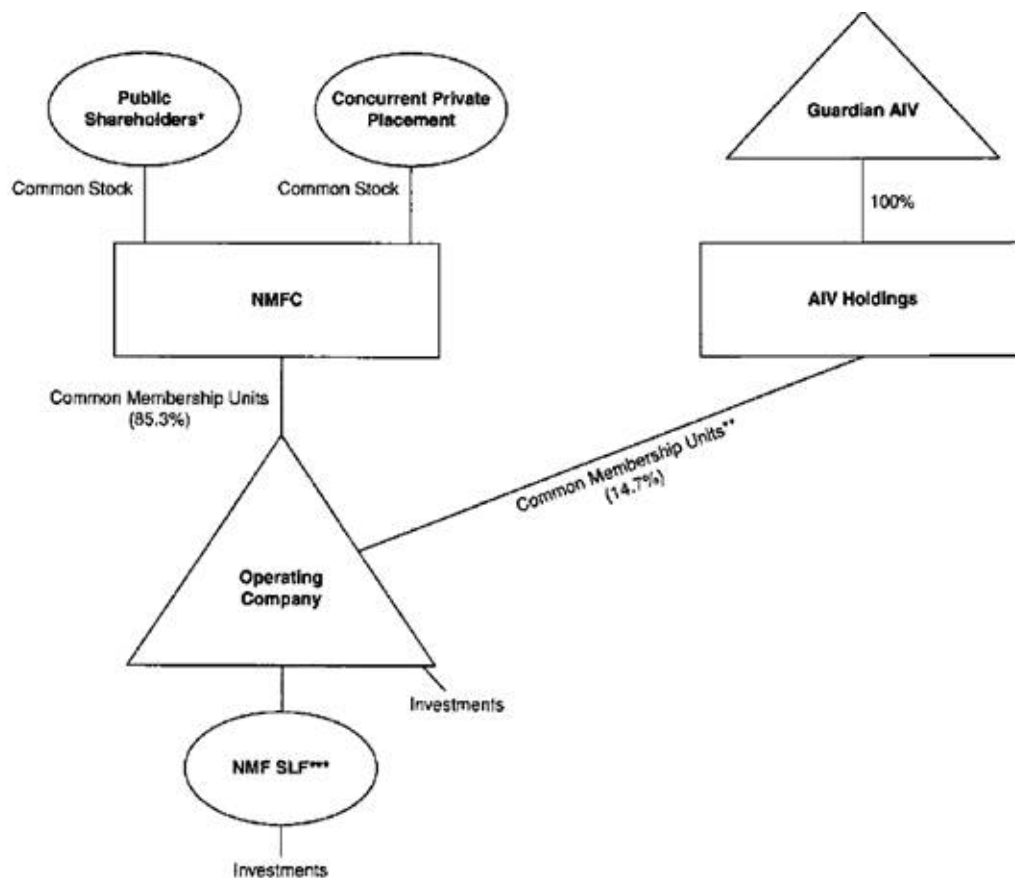 Public
Shareholders*
Concurrent Private
Placement
Guardian AIV
Common Stock
Common Stock
100%
NMFC
AIV Holdings
Common Membership Units
(85.3%)
Common Membership Units**
(14.7%)
Operating
Company
Investments
NMF SLF***
Investments